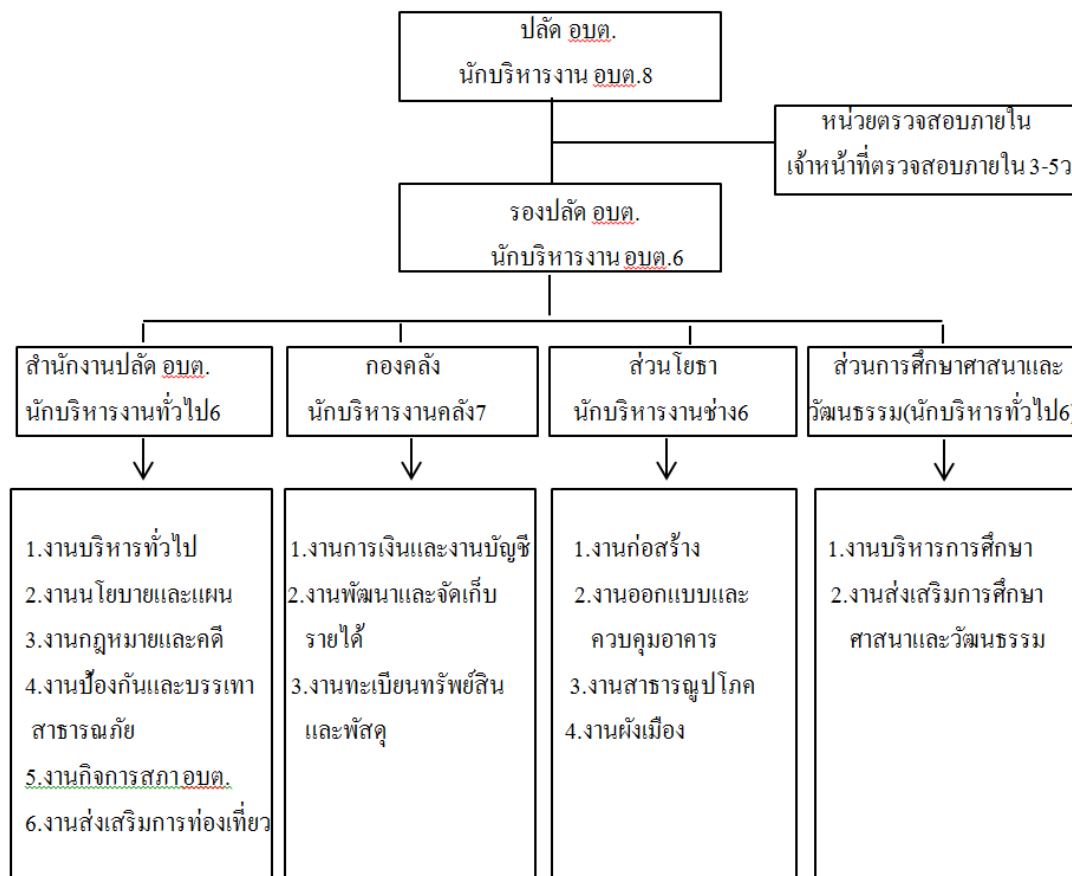 ปลัด อบต.
นักบริหารงาน อบต.8
หน่วยตรวจสอบภายใน
เจ้าหน้าที่ตรวจสอบภายใน 3-5ว
รองปลัด อบต.
นักบริหารงาน อบต.6
สำนักงานปลัด อบต.
นักบริหารงานทั่วไป6
กองคลัง
นักบริหารงานคลัง7
ส่วนโยธา
นักบริหารงานช่าง6
ส่วนการศึกษาศาสนาและ
วัฒนธรรม(นักบริหารทั่วไป6)
1.งานบริหารทั่วไป
2.งานนโยบายและแผน
3.งานกฎหมายและคดี
4.งานป้องกันและบรรเทา
สาธารณภัย
5.งานกิจการสภา อบต.
6.งานส่งเสริมการท่องเที่ยว
1.งานการเงินและงานบัญชี
2.งานพัฒนาและจัดเก็บ
รายได้
3.งานทะเบียนทรัพย์สิน
และพัสดุ
1.งานก่อสร้าง
2.งานออกแบบและ
ควบคุมอาคาร
3.งานสาธารณูปโภค
4.งานผังเมือง
1.งานบริหารการศึกษา
2.งานส่งเสริมการศึกษา
ศาสนาและวัฒนธรรม